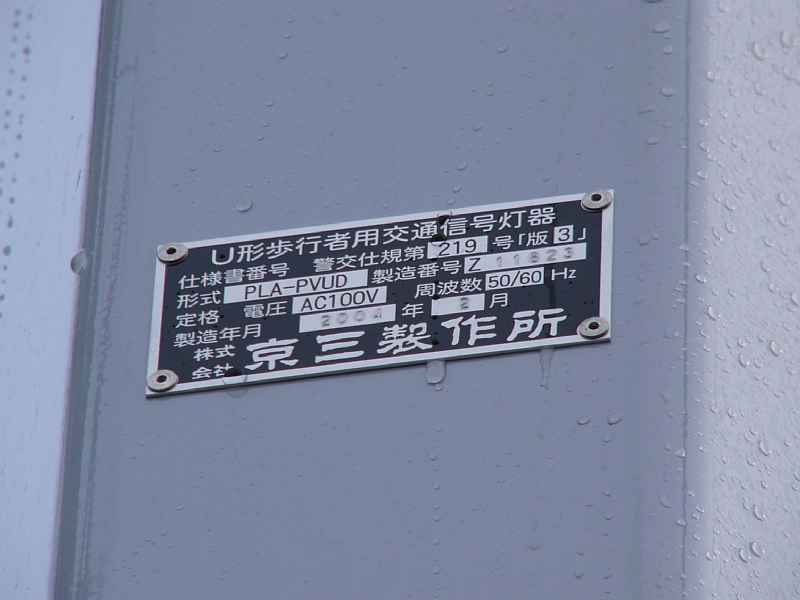 U形歩行者用交通信号灯器
仕様書番号 警交仕規第 219 号「版 3」
形式 PLA-PVUD 製造番号 Z 11823
定格 電圧 AC100V 周波数 50/60 Hz
製造年月 2004 年 2 月
株式会社 京三製作所